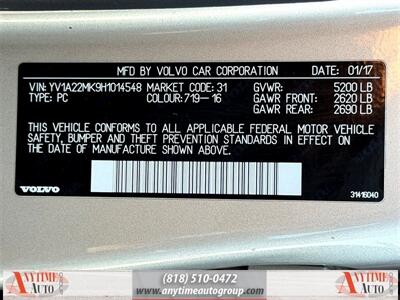 MFD BY VOLVO CAR CORPORATION DATE: 01/17
VIN: YV1A22MK9H1014548 MARKET CODE: 31 GVWR: 5200 LB
TYPE: PC COLOUR: 719-16 GAWR FRONT: 2620 LB
GAWR REAR: 2690 LB
THIS VEHICLE CONFORMS TO ALL APPLICABLE FEDERAL MOTOR VEHICLE
SAFETY, BUMPER AND THEFT PREVENTION STANDARDS IN EFFECT ON
THE DATE OF MANUFACTURE SHOWN ABOVE.
VOLVO
31416040
ANYTIME
AUTO
(818) 510-0472
www.anytimeautogroup.com
ANYTIME
AUTO